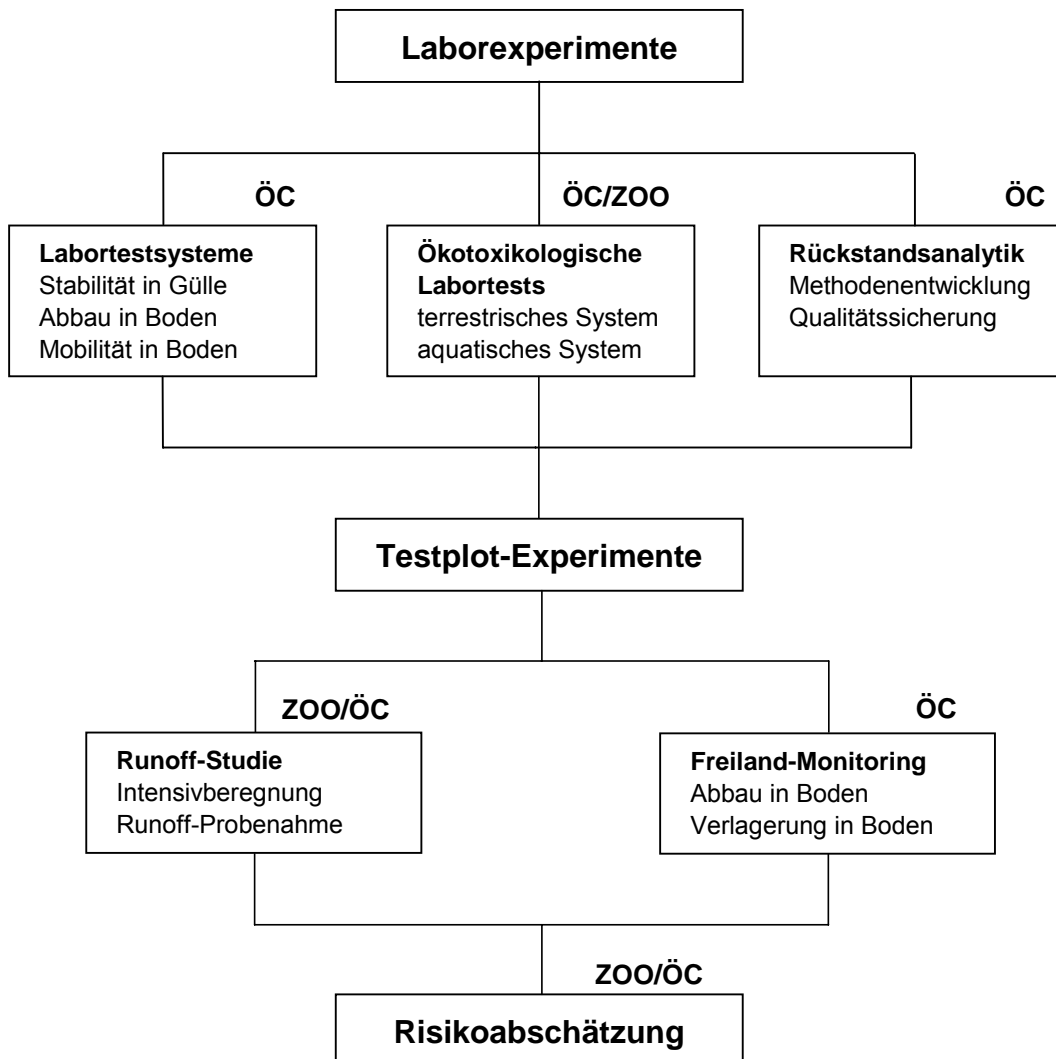 Laborexperimente
ÖC
Labortestsysteme
Stabilität in Gülle
Abbau in Boden
Mobilität in Boden
ÖC/ZOO
Ökotoxikologische
Labortests
terrestrisches System
aquatisches System
ÖC
Rückstandsanalytik
Methodenentwicklung
Qualitätssicherung
Testplot-Experimente
ZOO/ÖC
Runoff-Studie
Intensivberegnung
Runoff-Probenahme
ÖC
Freiland-Monitoring
Abbau in Boden
Verlagerung in Boden
ZOO/ÖC
Risikoabschätzung